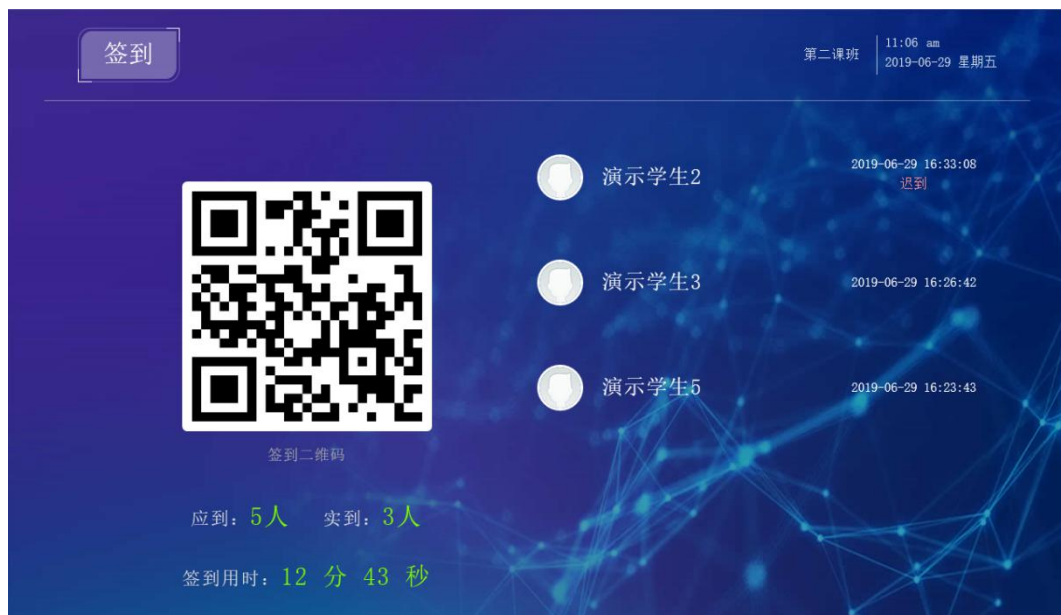 签到
第二课班
11:06 am
2019-06-29 星期五
演示学生2
2019-06-29 16:33:08
迟到
演示学生3
2019-06-29 16:26:42
演示学生5
2019-06-29 16:23:43
签到二维码
应到：5人 实到：3人
签到用时：12 分 43 秒